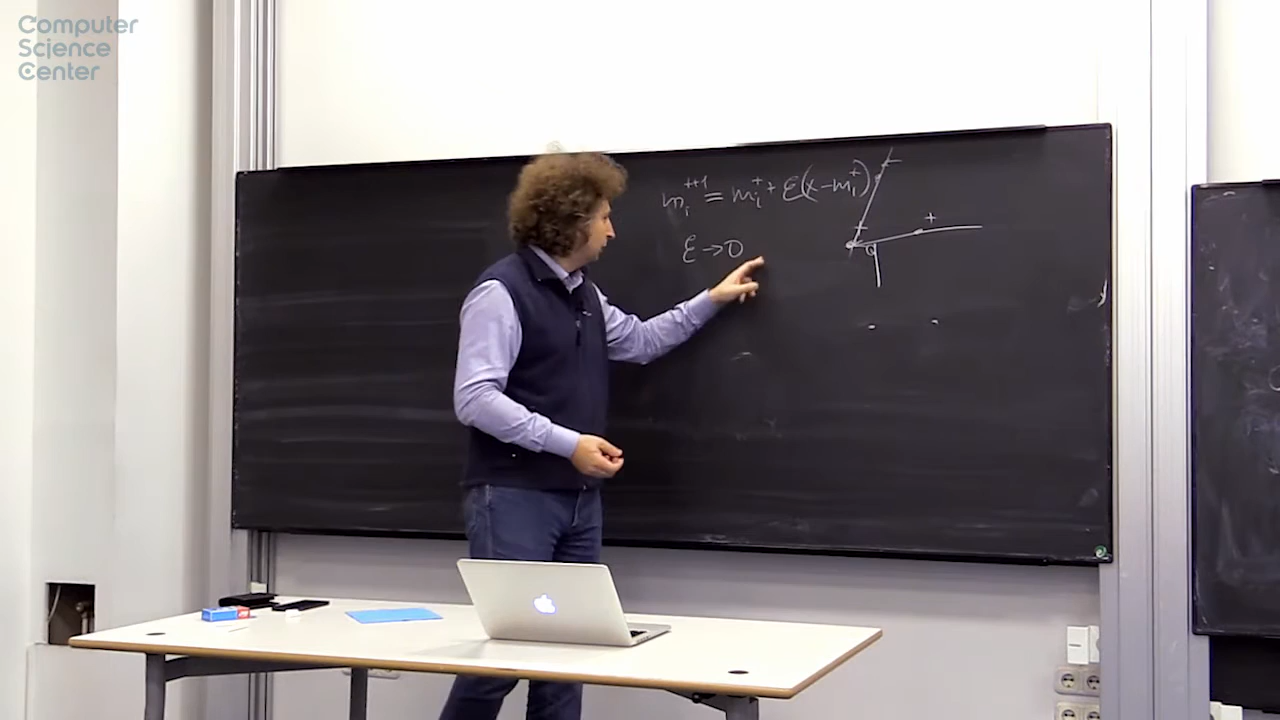 Computer
Science
Center
m_i^{t+1} = m_i^t + ε(x - m_i^t)
ε → 0